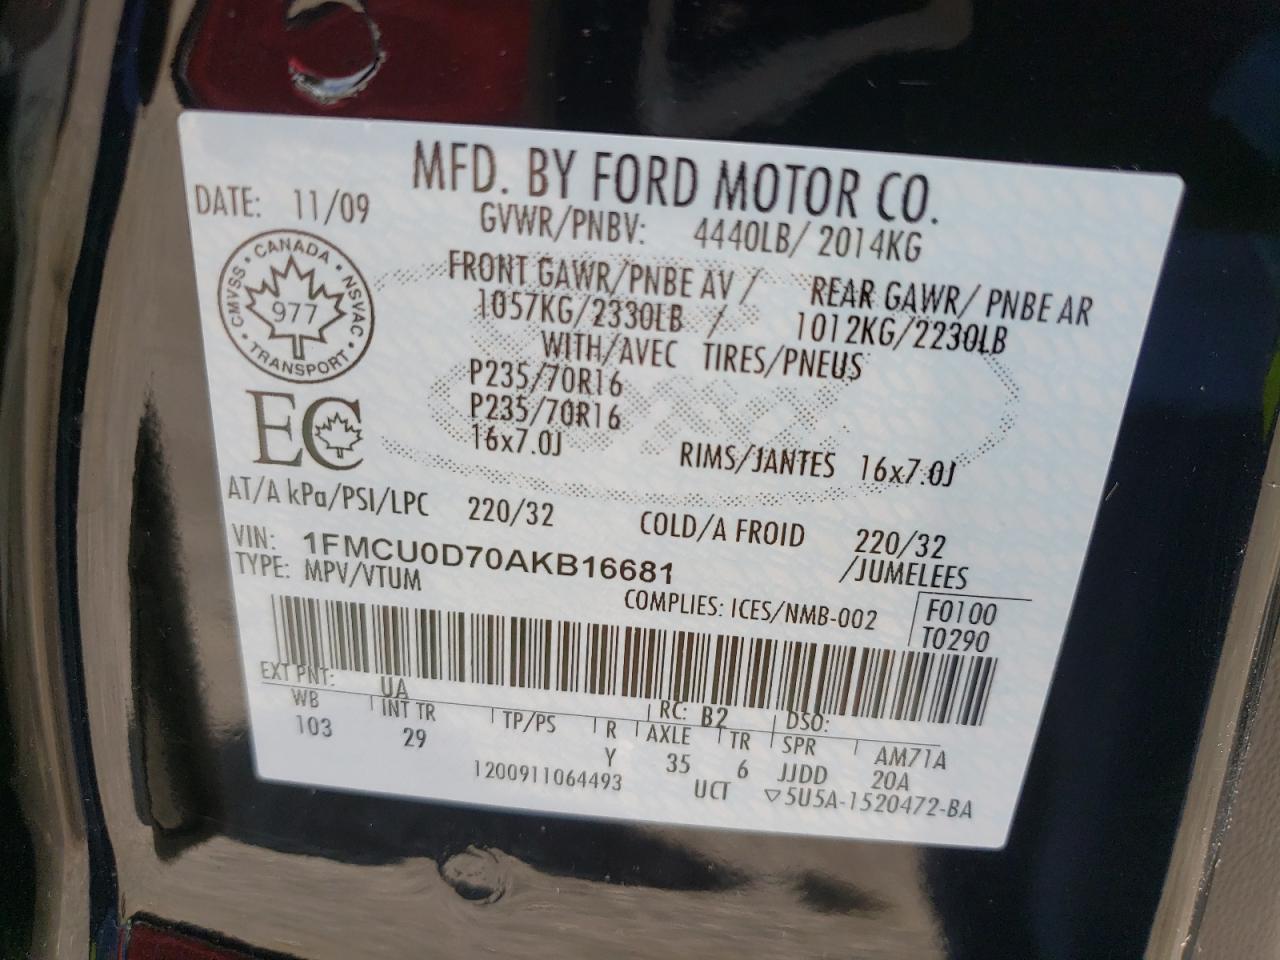 MFD. BY FORD MOTOR CO.
DATE: 11/09 GVWR/PNBV: 4440LB/ 2014KG
FRONT GAWR/PNBE AV / REAR GAWR/ PNBE AR
1057KG/2330LB / 1012KG/2230LB
WITH/AVEC TIRES/PNEUS
P235/70R16
P235/70R16
16x7.0J RIMS/JANTES 16x7.0J
CANADA • NSVAC • TRANSPORT • CMVSS •
977
EC
AT/A kPa/PSI/LPC 220/32 COLD/A FROID 220/32
VIN: 1FMCU0D70AKB16681 /JUMELEES
TYPE: MPV/VTUM
COMPLIES: ICES/NMB-002 F0100
T0290
EXT PNT: UA RC: B2 DSO:
WB INT TR TP/PS R AXLE TR SPR AM71A
103 29 Y 35 6 JJDD 20A
1200911064493 UCT ▽5U5A-1520472-BA